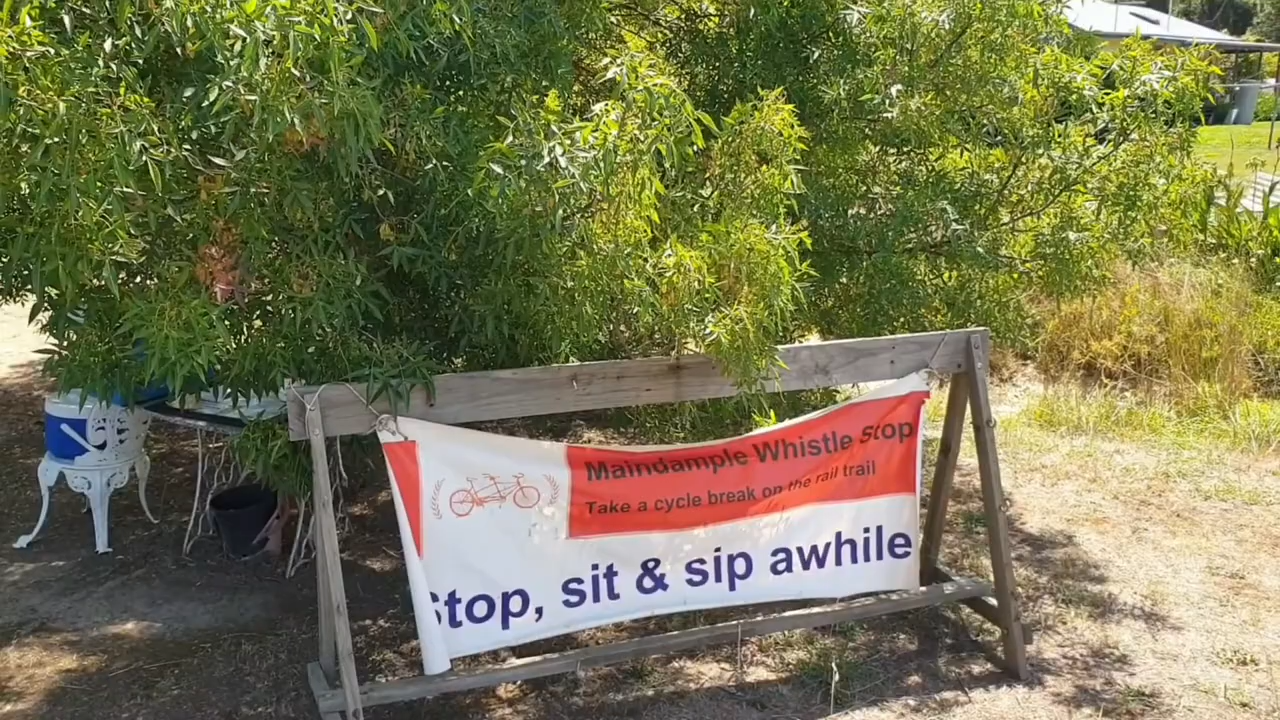 Maindample Whistle Stop
Take a cycle break on the rail trail
Stop, sit & sip awhile